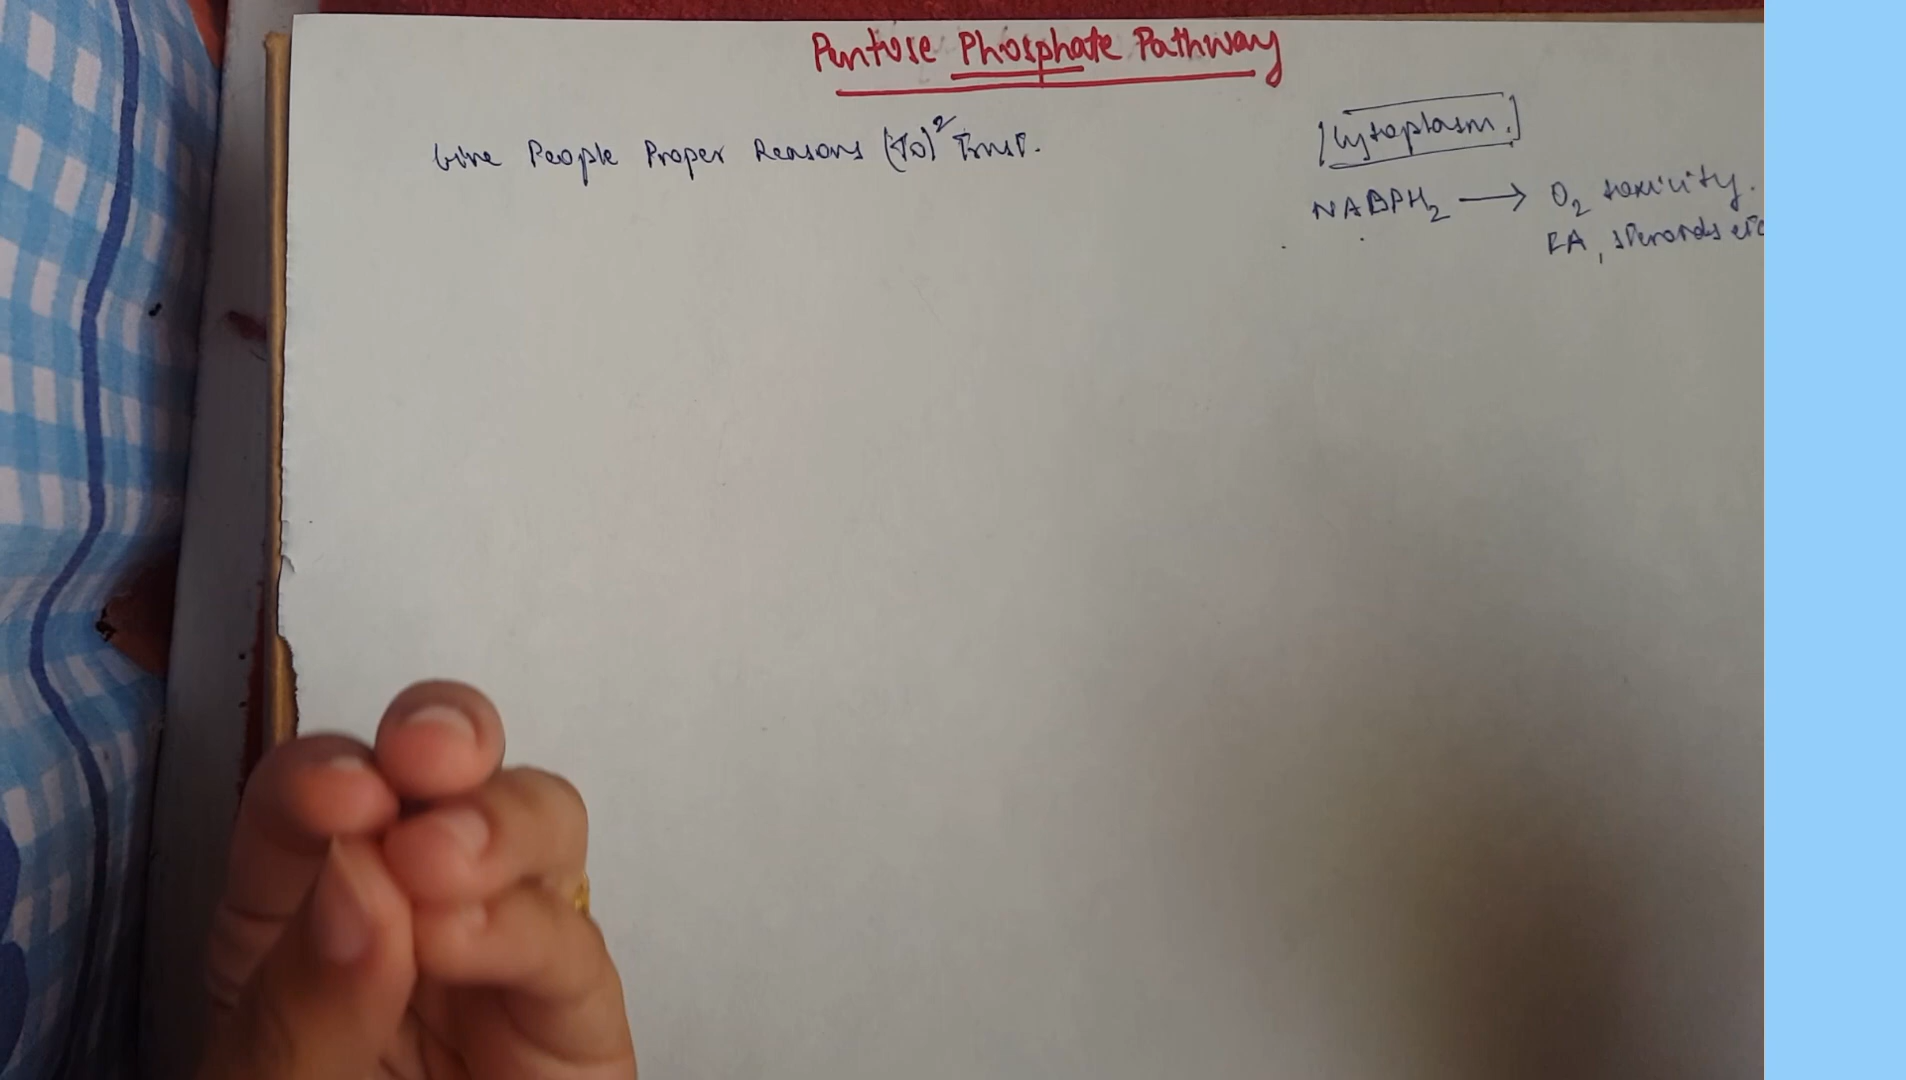 Pentose Phosphate Pathway
Give People Proper Reasons (To)² Trust.
[Cytoplasm.]
NADPH₂ → O₂ toxicity.
FA, steroids etc